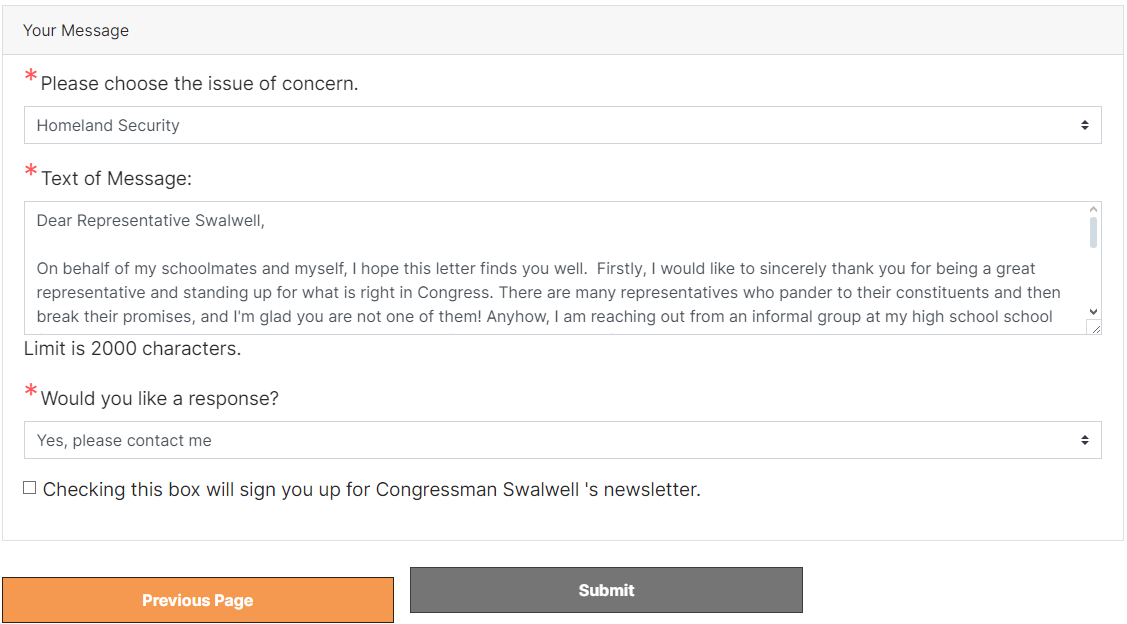 Your Message
*Please choose the issue of concern.
Homeland Security
*Text of Message:
Dear Representative Swalwell,
On behalf of my schoolmates and myself, I hope this letter finds you well.  Firstly, I would like to sincerely thank you for being a great
representative and standing up for what is right in Congress. There are many representatives who pander to their constituents and then
break their promises, and I'm glad you are not one of them! Anyhow, I am reaching out from an informal group at my high school school
Limit is 2000 characters.
*Would you like a response?
Yes, please contact me
Checking this box will sign you up for Congressman Swalwell 's newsletter.
Previous Page
Submit